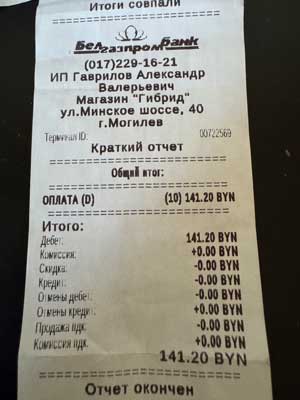 Итоги совпали
================================
Белгазпромбанк
(017)229-16-21
ИП Гаврилов Александр
Валерьевич
Магазин "Гибрид"
ул.Минское шоссе, 40
г.Могилев
Терминал ID: 00722569
Краткий отчет
================================
Общий итог:
================================
ОПЛАТА (D) (10) 141.20 BYN
================================
Итого:
Дебет: 141.20 BYN
Комиссия: +0.00 BYN
Скидка: -0.00 BYN
Кредит: -0.00 BYN
Отмены дебет: -0.00 BYN
Отмены кредит: +0.00 BYN
Продажа пдк: -0.00 BYN
Комиссия пдк: +0.00 BYN
141.20 BYN
================================
Отчет окончен